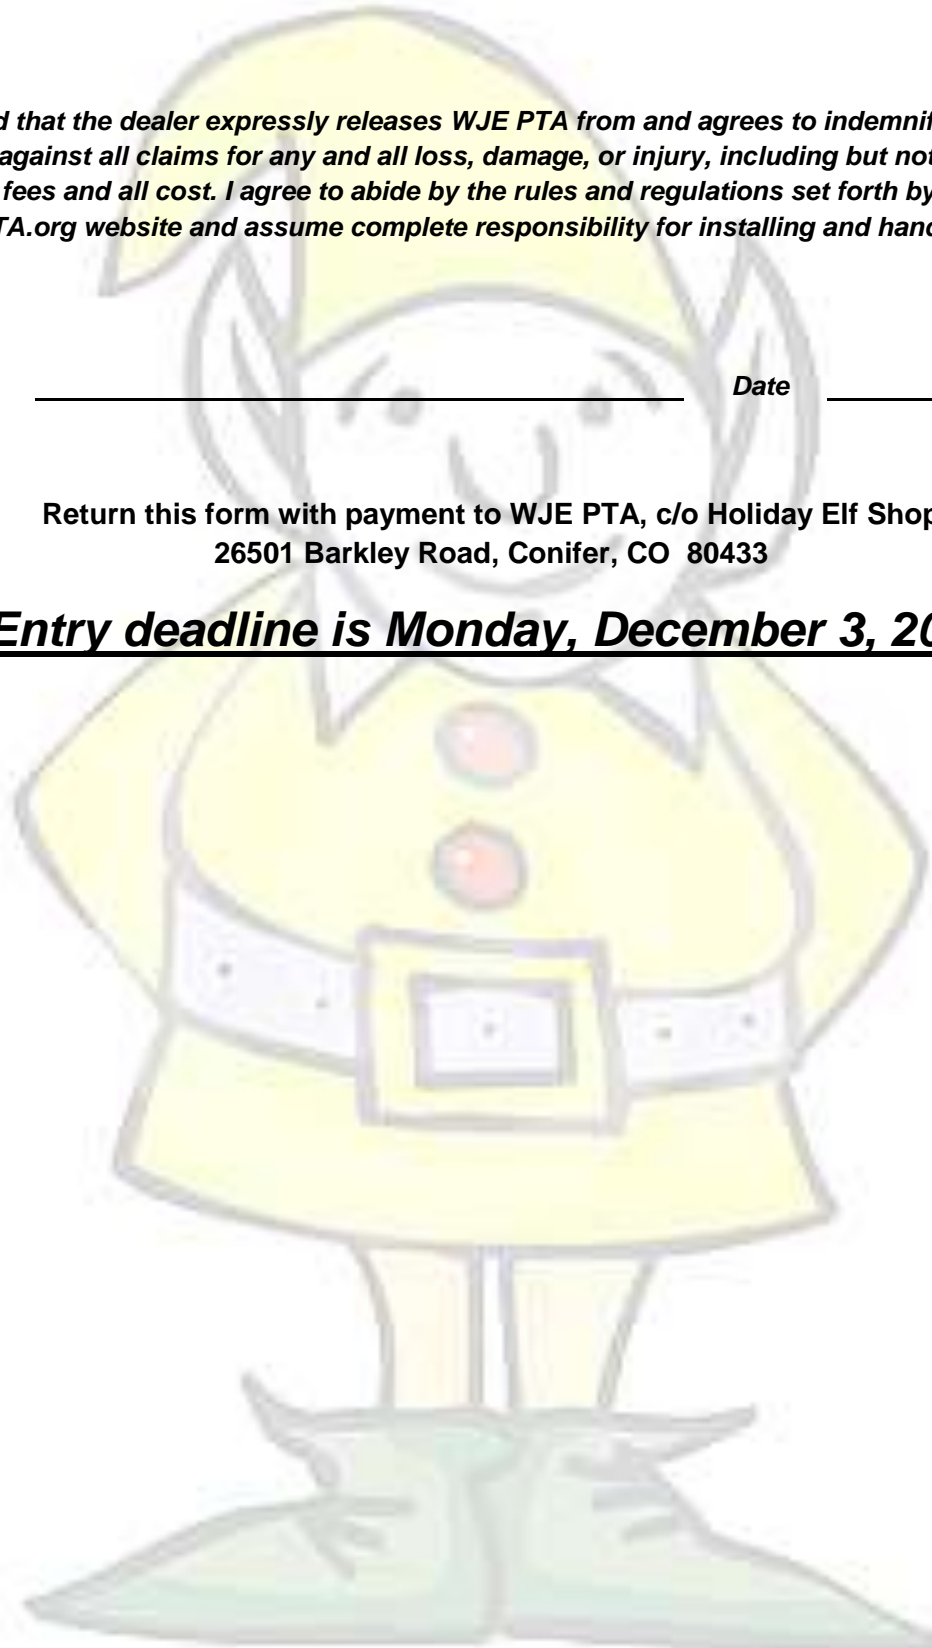 d that the dealer expressly releases WJE PTA from and agrees to indemnif
against all claims for any and all loss, damage, or injury, including but not
fees and all cost. I agree to abide by the rules and regulations set forth by
TA.org website and assume complete responsibility for installing and hand
Date
Return this form with payment to WJE PTA, c/o Holiday Elf Shop
26501 Barkley Road, Conifer, CO 80433
Entry deadline is Monday, December 3, 20